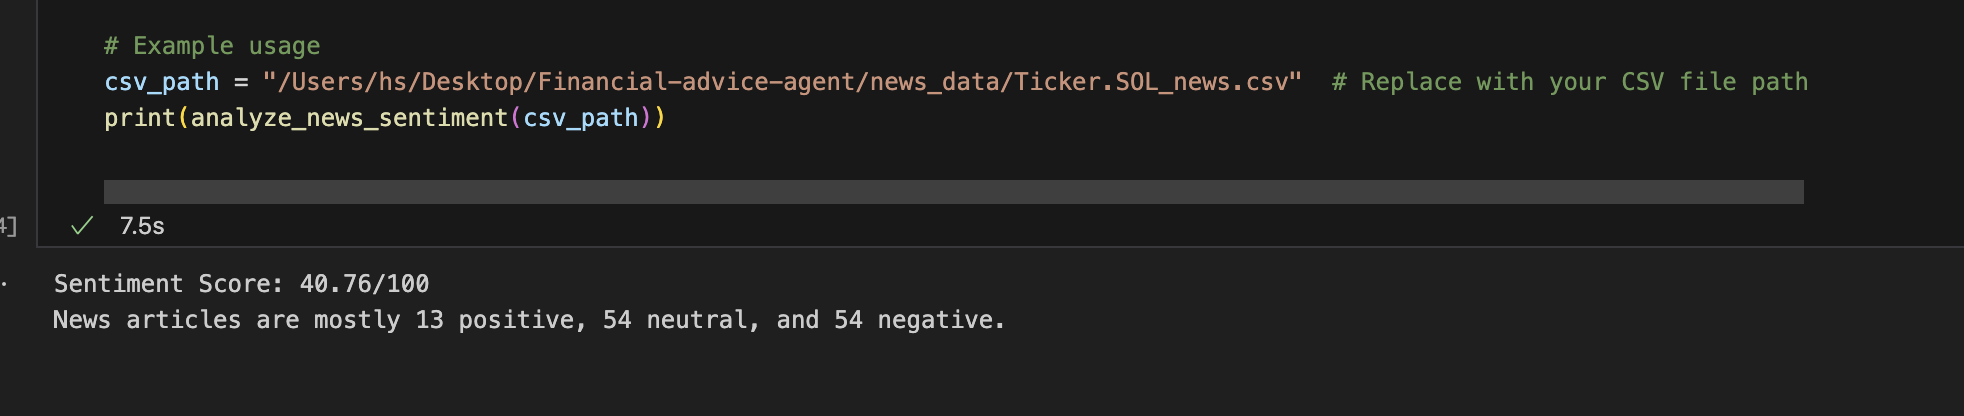 # Example usage
csv_path = "/Users/hs/Desktop/Financial-advice-agent/news_data/Ticker.SOL_news.csv"  # Replace with your CSV file path
print(analyze_news_sentiment(csv_path))
4]
✓ 7.5s
Sentiment Score: 40.76/100
News articles are mostly 13 positive, 54 neutral, and 54 negative.